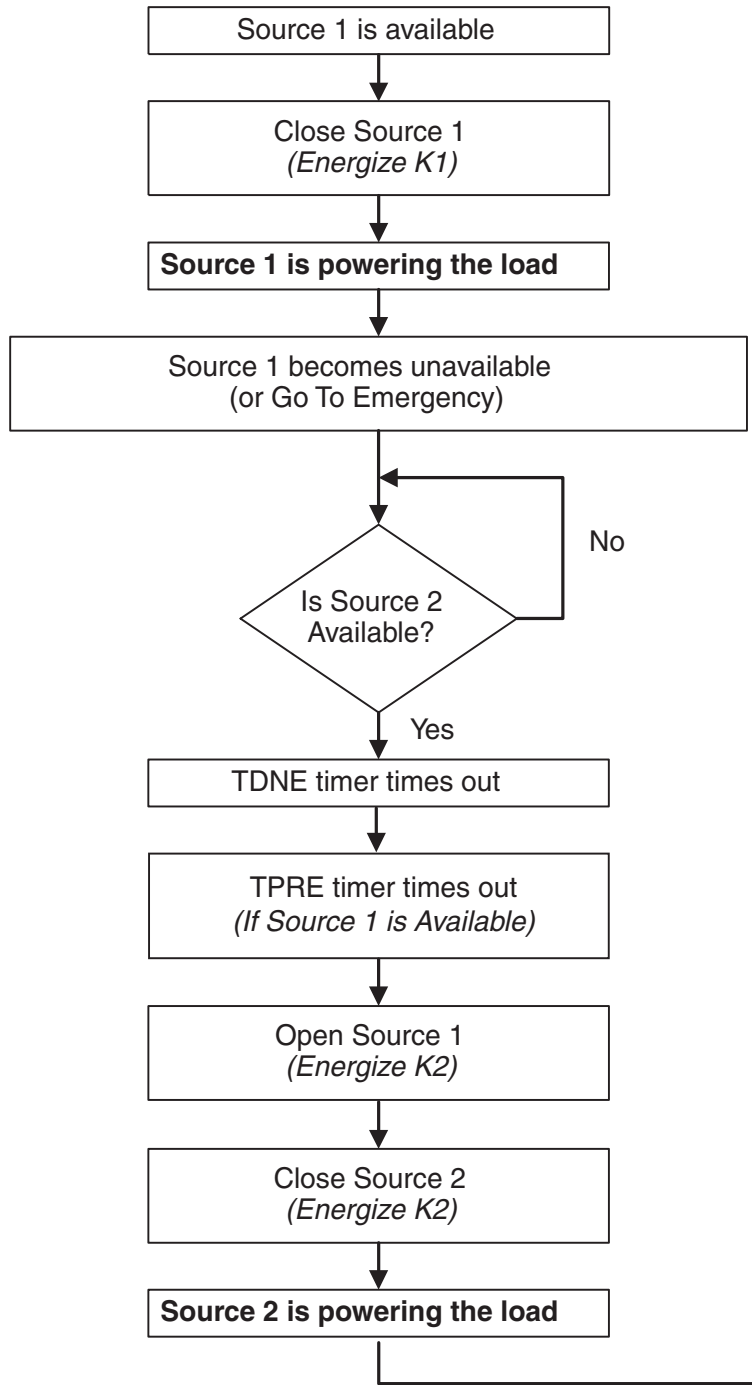 Source 1 is available
Close Source 1
(Energize K1)
Source 1 is powering the load
Source 1 becomes unavailable
(or Go To Emergency)
No
Is Source 2
Available?
Yes
TDNE timer times out
TPRE timer times out
(If Source 1 is Available)
Open Source 1
(Energize K2)
Close Source 2
(Energize K2)
Source 2 is powering the load